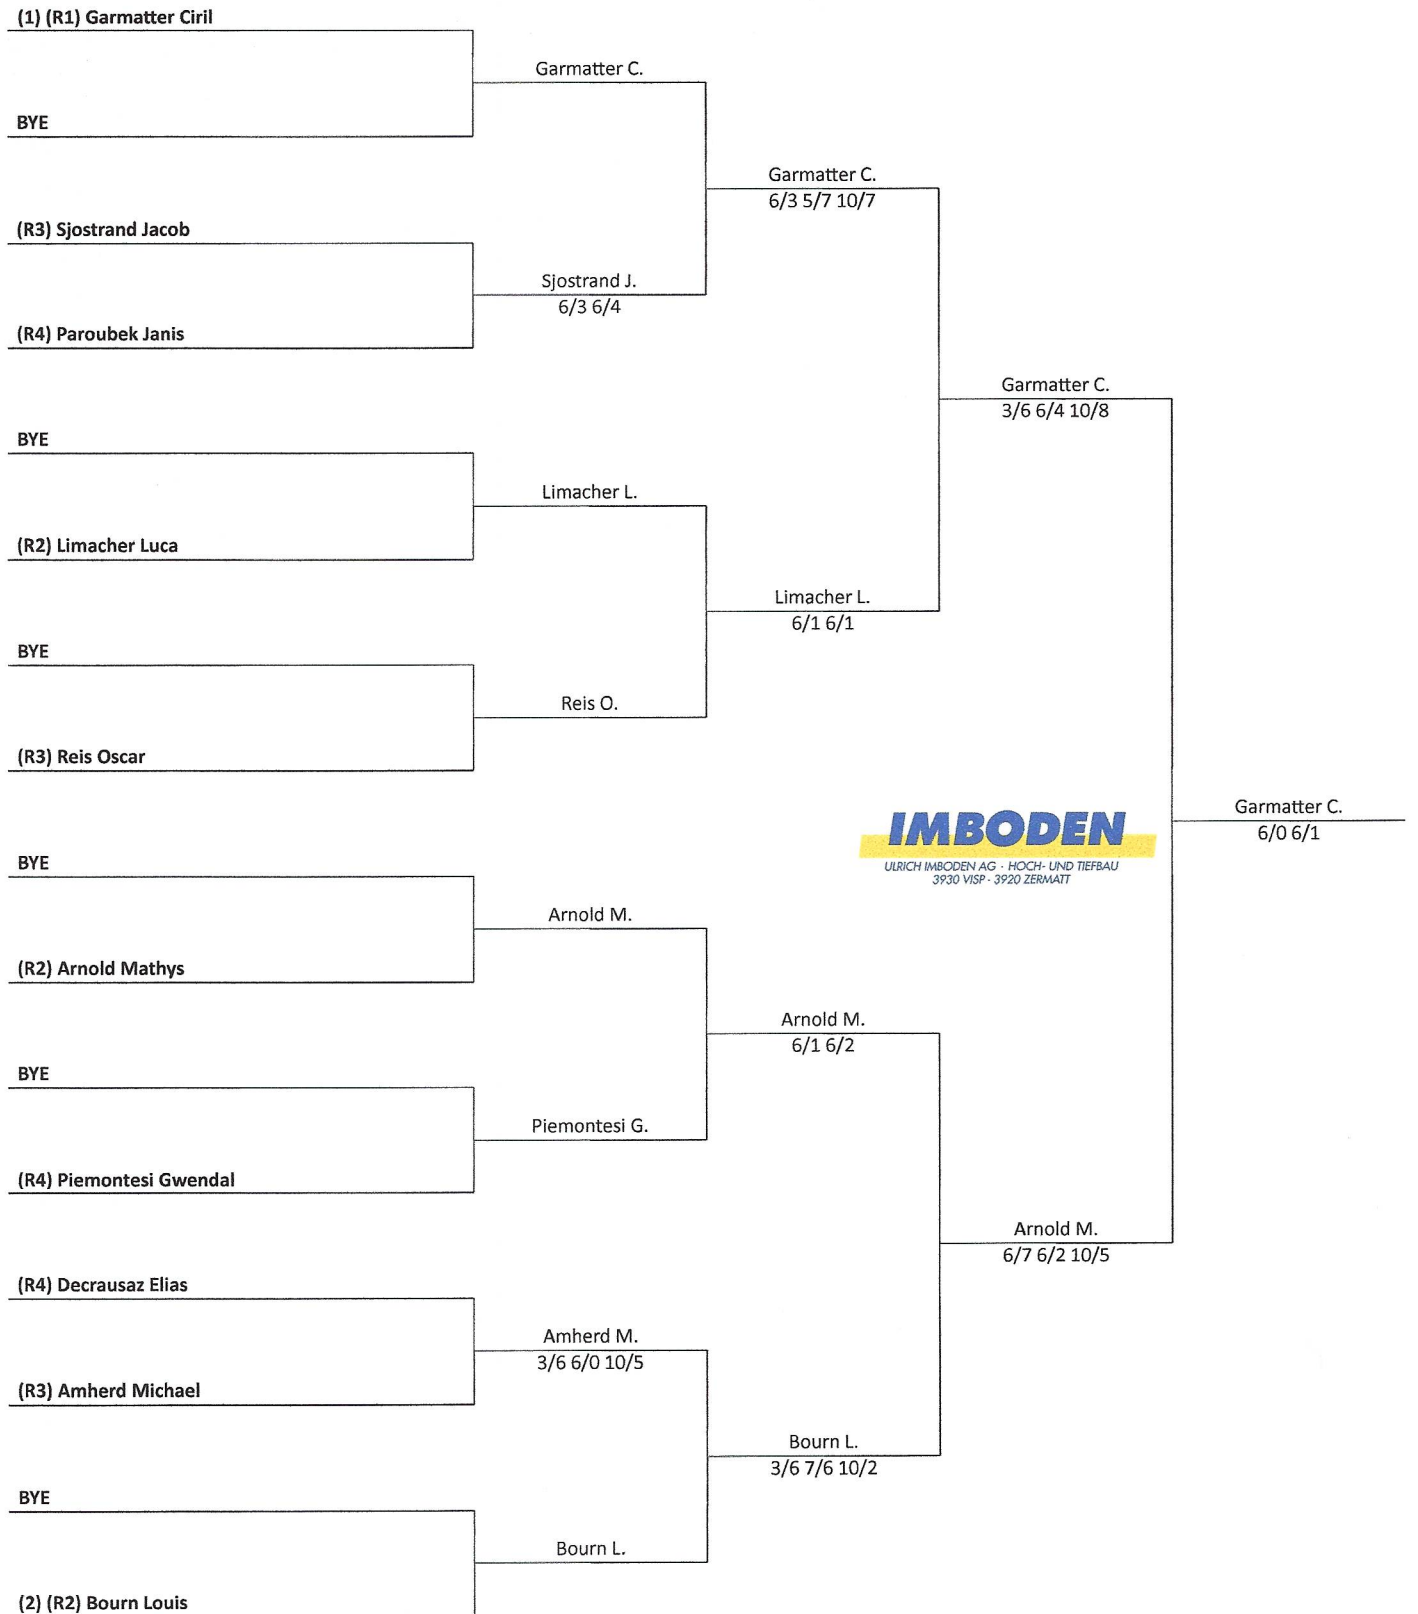 (1) (R1) Garmatter Ciril
Garmatter C.
BYE
Garmatter C.
6/3 5/7 10/7
(R3) Sjostrand Jacob
Sjostrand J.
6/3 6/4
(R4) Paroubek Janis
Garmatter C.
3/6 6/4 10/8
BYE
Limacher L.
(R2) Limacher Luca
Limacher L.
6/1 6/1
BYE
Reis O.
(R3) Reis Oscar
Garmatter C.
6/0 6/1
IMBODEN
ULRICH IMBODEN AG - HOCH- UND TIEFBAU
3930 VISP - 3920 ZERMATT
BYE
Arnold M.
(R2) Arnold Mathys
Arnold M.
6/1 6/2
BYE
Piemontesi G.
(R4) Piemontesi Gwendal
Arnold M.
6/7 6/2 10/5
(R4) Decrausaz Elias
Amherd M.
3/6 6/0 10/5
(R3) Amherd Michael
Bourn L.
3/6 7/6 10/2
BYE
Bourn L.
(2) (R2) Bourn Louis